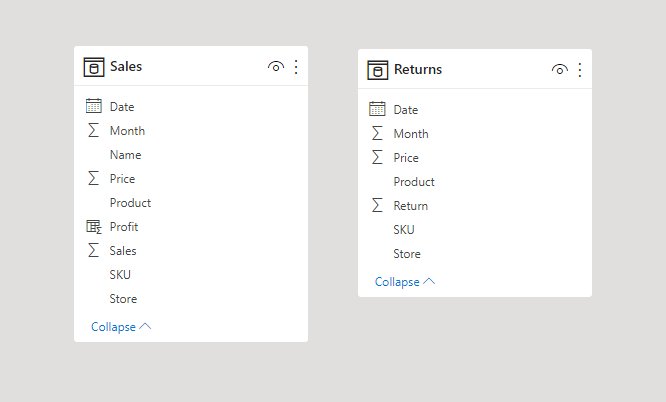 Sales
Date
Month
Name
Price
Product
Profit
Sales
SKU
Store
Collapse
Returns
Date
Month
Price
Product
Return
SKU
Store
Collapse